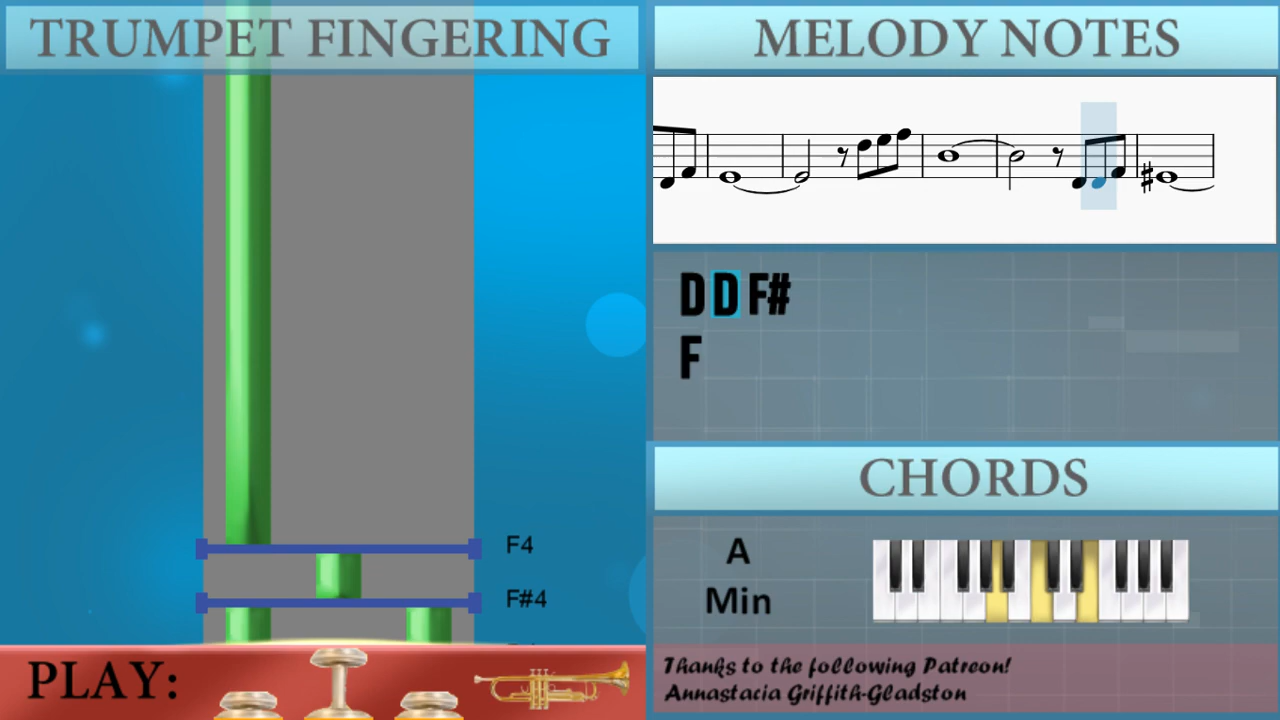 TRUMPET FINGERING
MELODY NOTES
D D F#
F
CHORDS
A
Min
F4
F#4
PLAY:
Thanks to the following Patreon!
Annastacia Griffith-Gladston